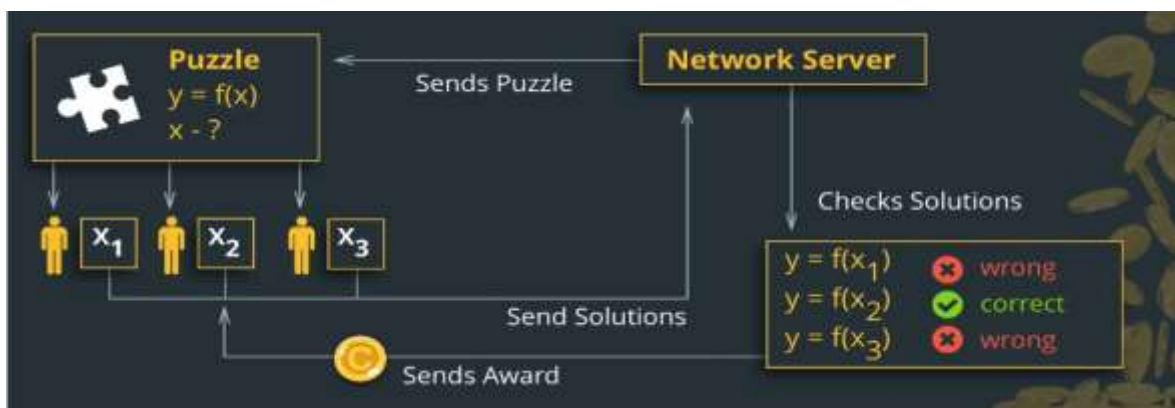 Puzzle
y = f(x)
x - ?
Sends Puzzle
Network Server
x1
x2
x3
Send Solutions
Checks Solutions
y = f(x1) wrong
y = f(x2) correct
y = f(x3) wrong
C
Sends Award